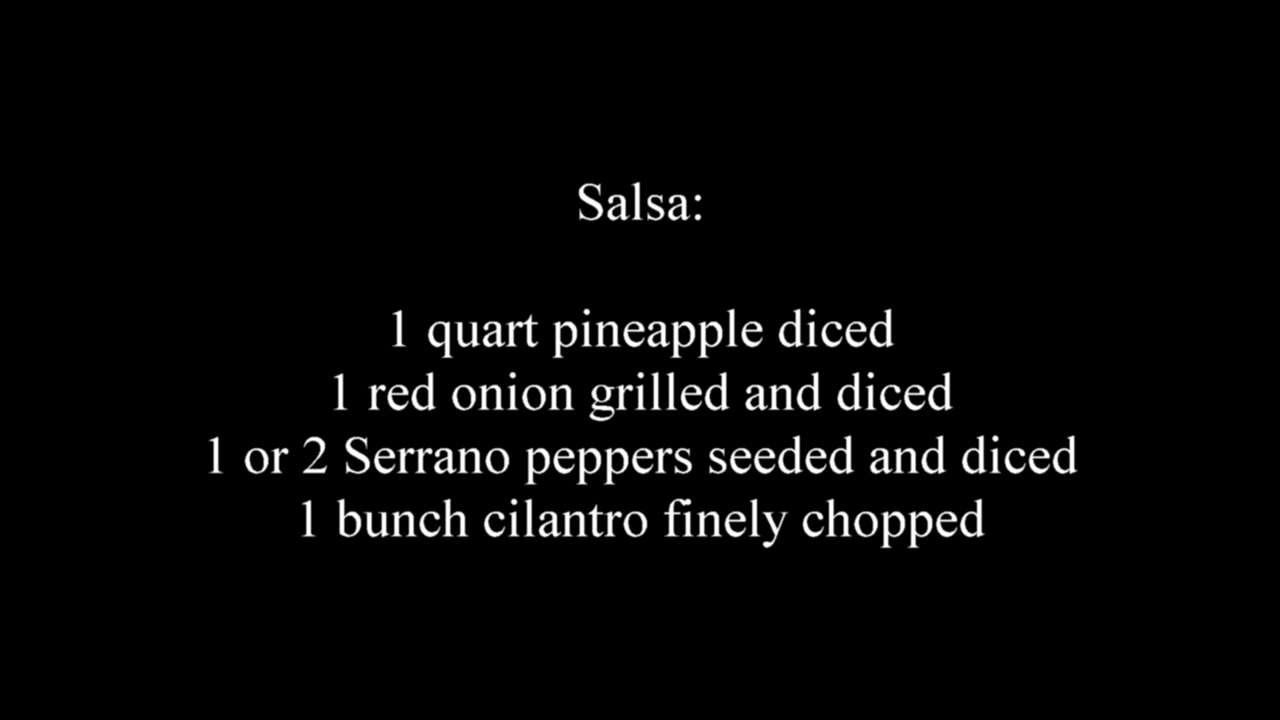 Salsa:
1 quart pineapple diced
1 red onion grilled and diced
1 or 2 Serrano peppers seeded and diced
1 bunch cilantro finely chopped